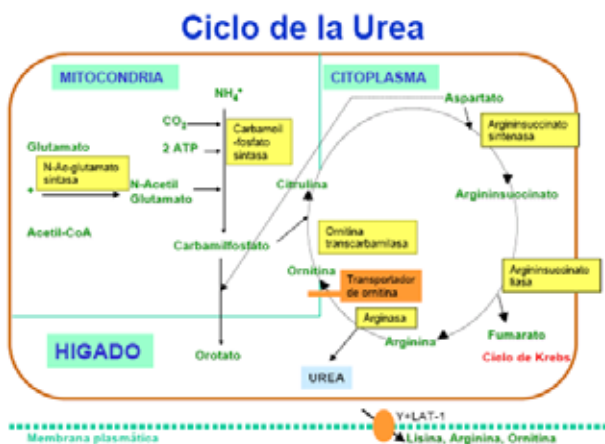 Ciclo de la Urea
MITOCONDRIA
CITOPLASMA
NH4+
CO2
2 ATP
Carbamil
-fosfato
sintasa
Glutamato
N-Ac-glutamato
sintasa
+
N-Acetil
Glutamato
Acetil-CoA
Carbamilfosfato
Orotato
Aspartato
Argininsuccinato
sintenasa
Citrulina
Argininsuccinato
Ornitina
transcarbamilasa
Ornitina
Transportador
de ornitina
Argininsuccinato
liasa
Arginasa
Arginina
Fumarato
Ciclo de Krebs
HIGADO
UREA
Y+LAT-1
Membrana plasmática
Lisina, Arginina, Ornitina